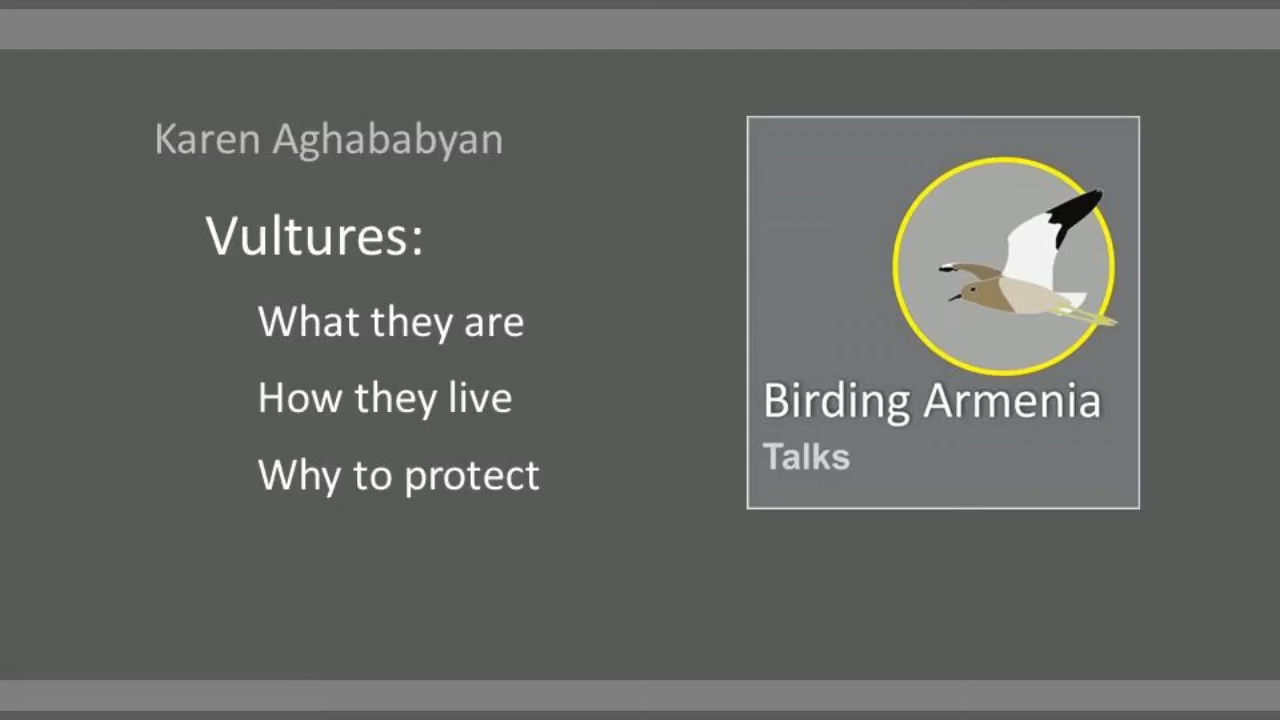 Karen Aghababyan
Vultures:
What they are
How they live
Why to protect
Birding Armenia
Talks